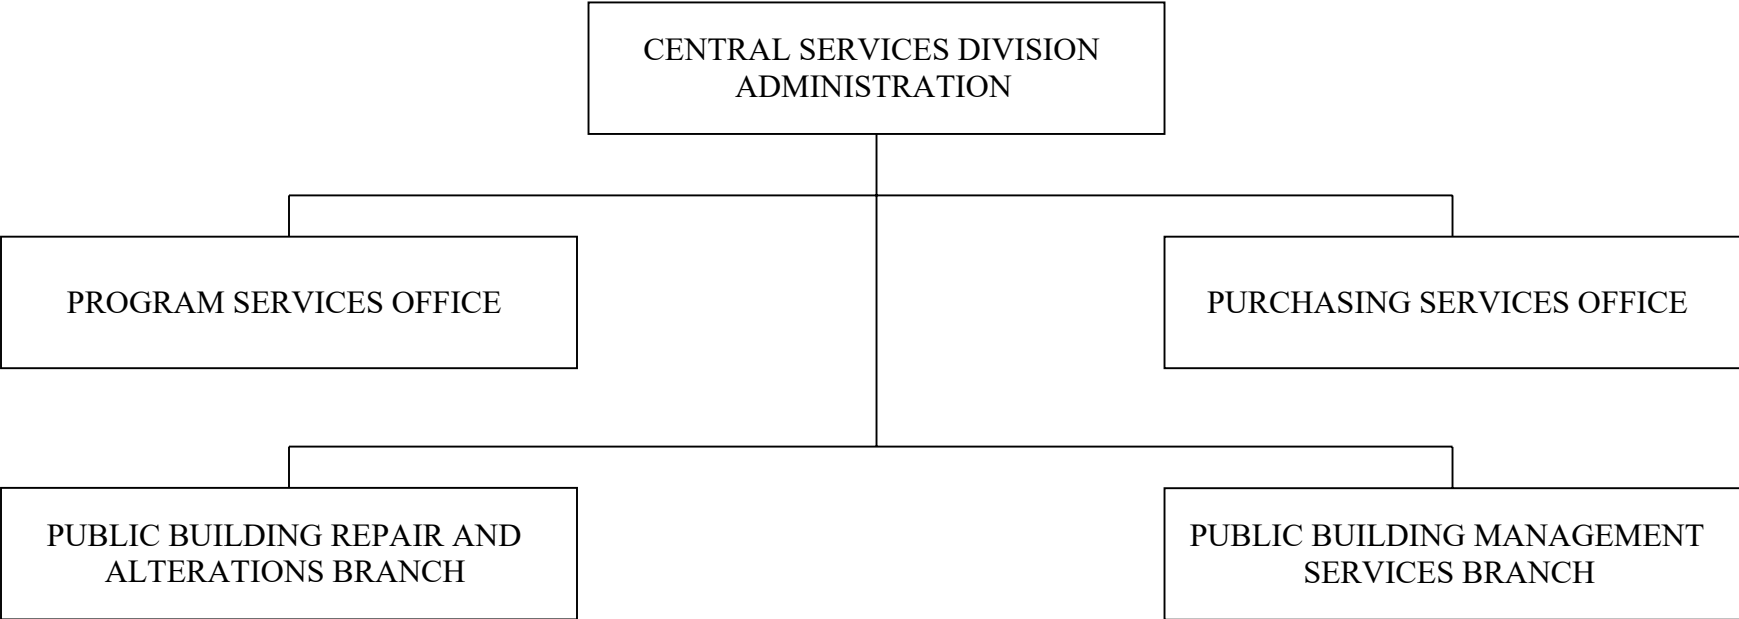 CENTRAL SERVICES DIVISION
ADMINISTRATION
PROGRAM SERVICES OFFICE
PURCHASING SERVICES OFFICE
PUBLIC BUILDING REPAIR AND
ALTERATIONS BRANCH
PUBLIC BUILDING MANAGEMENT
SERVICES BRANCH